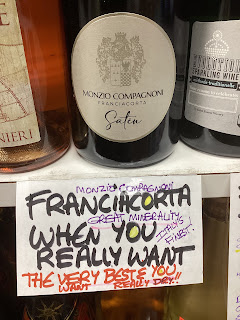 MONZIO COMPAGNONI
FRANCIACORTA
Satèn
NIERI
SPARKLING WINE
MONZIO COMPAGNONI
FRANCIACORTA
GREAT MINERALITY
WHEN YOU
ITALY'S
FINEST.
REALLY WANT
THE VERY BEST & YOU
WANT REALLY DRY!!